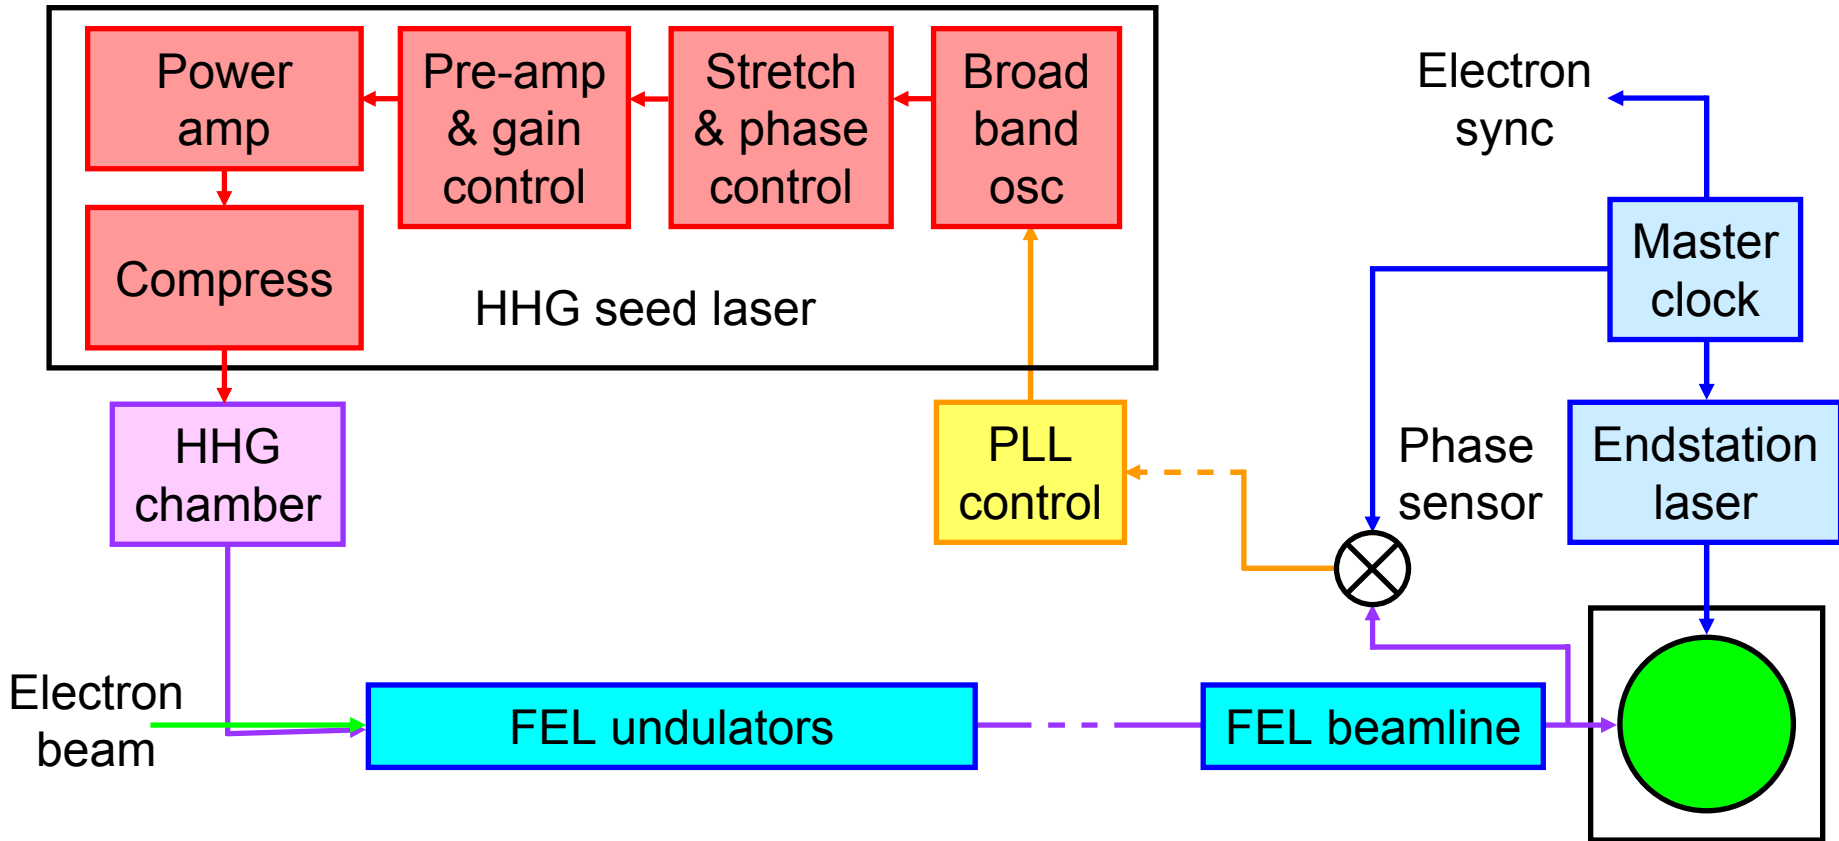 Power
amp
Pre-amp
& gain
control
Stretch
& phase
control
Broad
band
osc
Electron
sync
Compress
HHG seed laser
Master
clock
HHG
chamber
PLL
control
Phase
sensor
Endstation
laser
Electron
beam
FEL undulators
FEL beamline